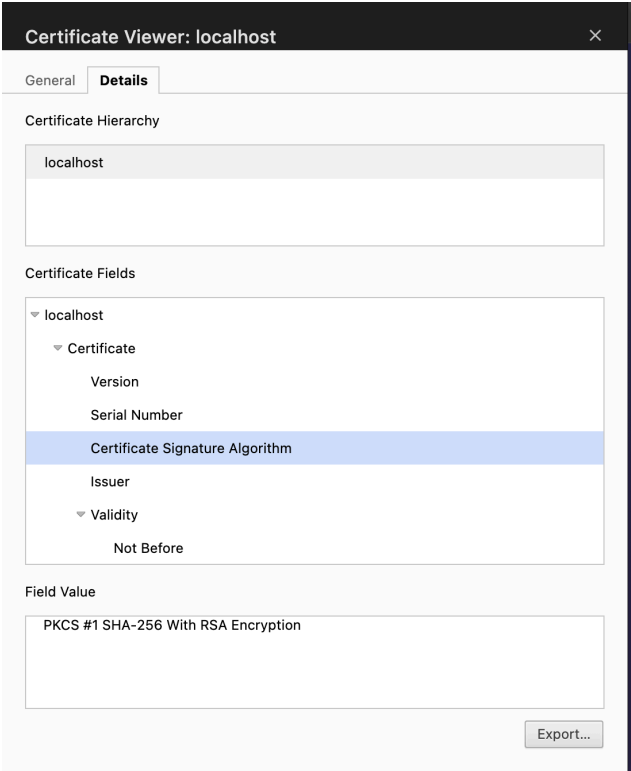 Certificate Viewer: localhost
General
Details
Certificate Hierarchy
localhost
Certificate Fields
localhost
Certificate
Version
Serial Number
Certificate Signature Algorithm
Issuer
Validity
Not Before
Field Value
PKCS #1 SHA-256 With RSA Encryption
Export...